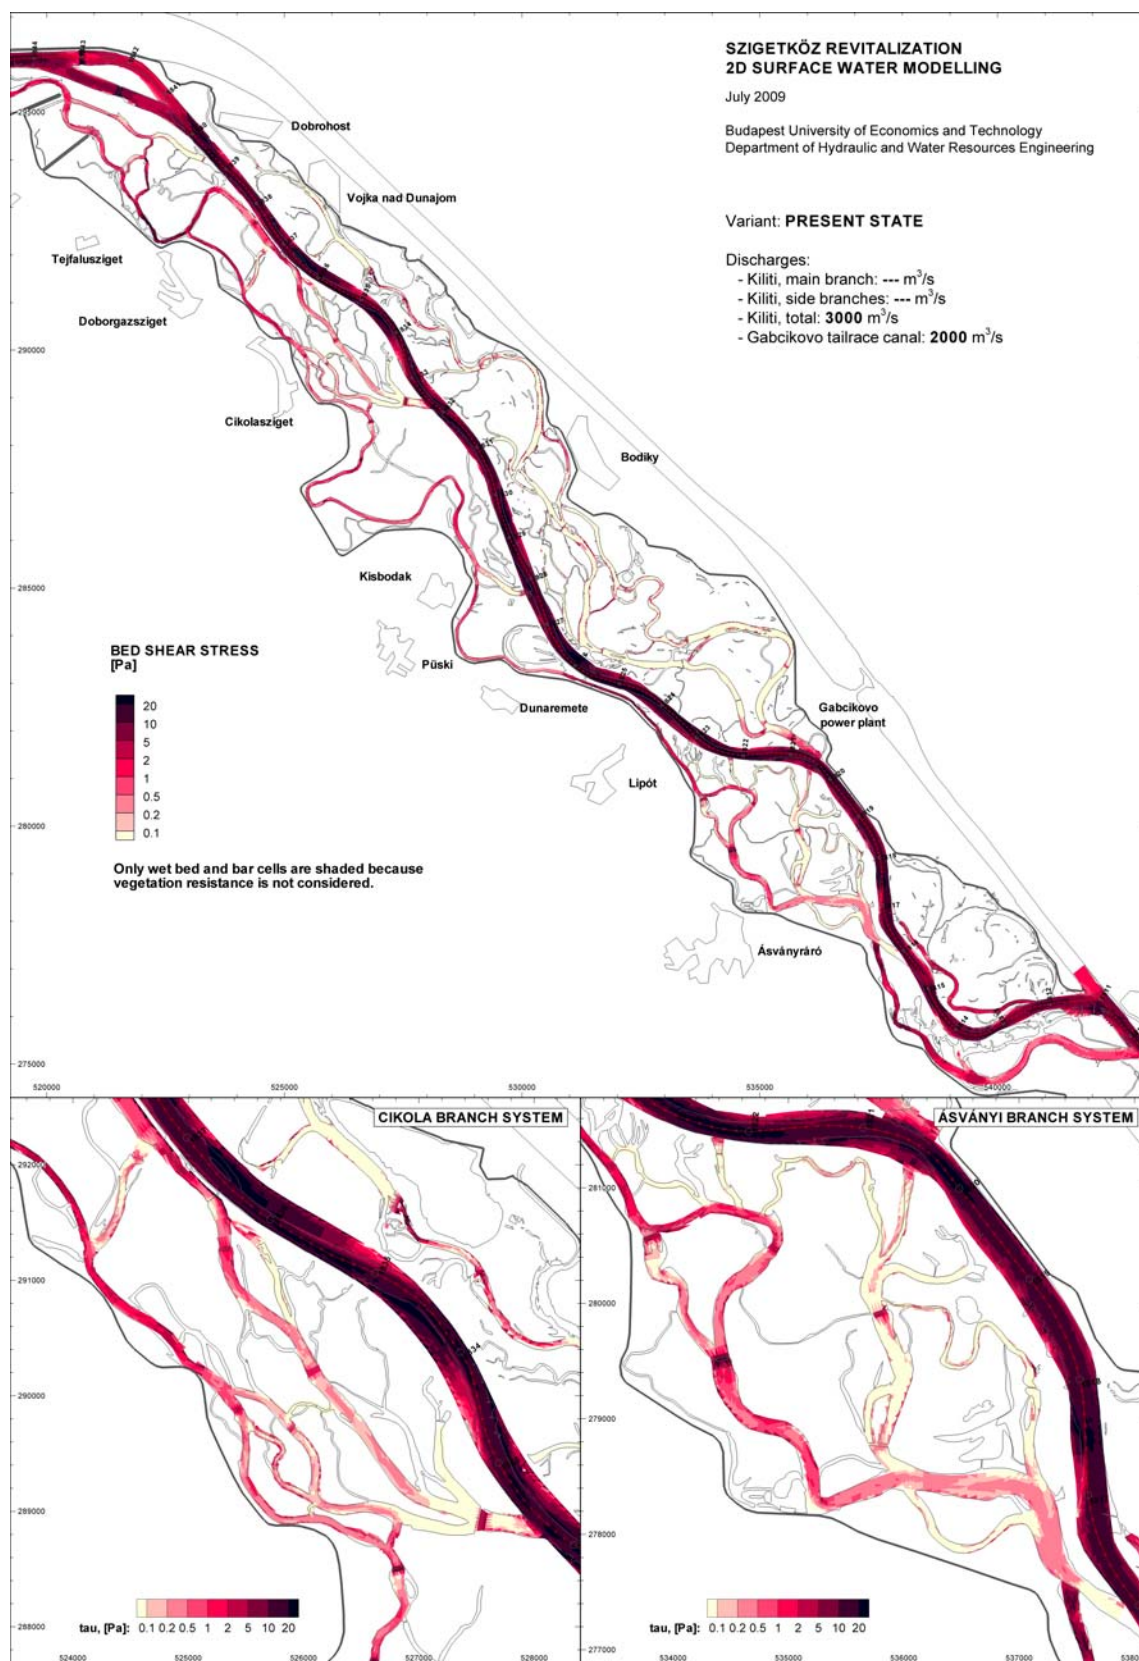 SZIGETKÖZ REVITALIZATION
2D SURFACE WATER MODELLING
July 2009
Budapest University of Economics and Technology
Department of Hydraulic and Water Resources Engineering
Variant: PRESENT STATE
Discharges:
- Kiliti, main branch: --- m³/s
- Kiliti, side branches: --- m³/s
- Kiliti, total: 3000 m³/s
- Gabcikovo tailrace canal: 2000 m³/s
295000
Dobrohost
Vojka nad Dunajom
Tejfalusziget
Doborgazsziget
290000
Cikolasziget
Bodiky
Kisbodak
285000
Püski
Dunaremete
Gabcikovo
power plant
Lipót
BED SHEAR STRESS
[Pa]
20
10
5
2
1
0.5
0.2
0.1
280000
Only wet bed and bar cells are shaded because
vegetation resistance is not considered.
Ásványráró
275000
520000 525000 530000 535000 540000
CIKOLA BRANCH SYSTEM
292000
291000
290000
289000
288000
tau, [Pa]: 0.1 0.2 0.5 1 2 5 10 20
524000 525000 526000 527000 528000
ÁSVÁNYI BRANCH SYSTEM
281000
280000
279000
278000
277000
tau, [Pa]: 0.1 0.2 0.5 1 2 5 10 20
534000 535000 536000 537000